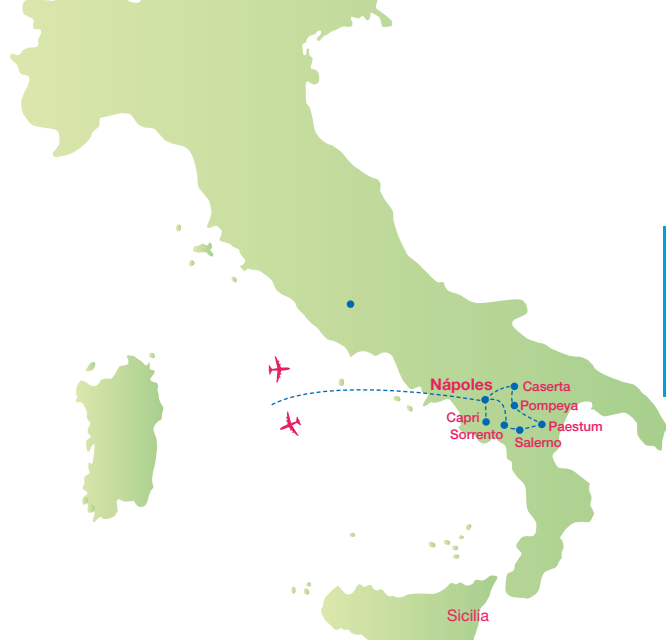 Nápoles
Caserta
Pompeya
Capri
Paestum
Sorrento
Salerno
Sicilia